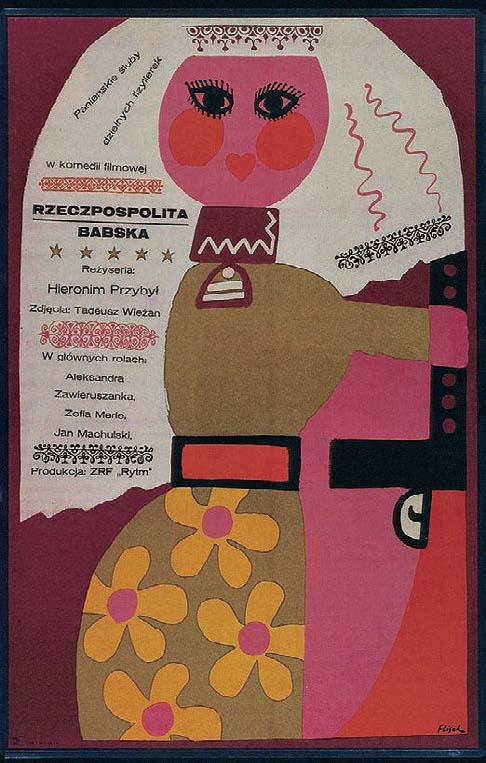 Panieńskie śluby
dzielnych fizylierek
w komedii filmowej
RZECZPOSPOLITA
BABSKA
Reżyseria:
Hieronim Przybył
Zdjęcia: Tadeusz Wieżan
W głównych rolach:
Aleksandra
Zawieruszanka,
Zofia Merle,
Jan Machulski,
Produkcja: ZRF „Rytm"
Flisak